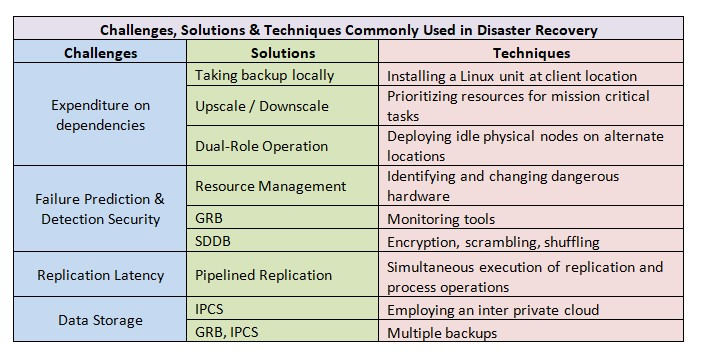 Challenges, Solutions & Techniques Commonly Used in Disaster Recovery
Challenges Solutions Techniques
Expenditure on
dependencies
Taking backup locally Installing a Linux unit at client location
Upscale / Downscale Prioritizing resources for mission critical
tasks
Dual-Role Operation Deploying idle physical nodes on alternate
locations
Failure Prediction &
Detection Security
Resource Management Identifying and changing dangerous
hardware
GRB Monitoring tools
SDDB Encryption, scrambling, shuffling
Replication Latency Pipelined Replication Simultaneous execution of replication and
process operations
Data Storage
IPCS Employing an inter private cloud
GRB, IPCS Multiple backups